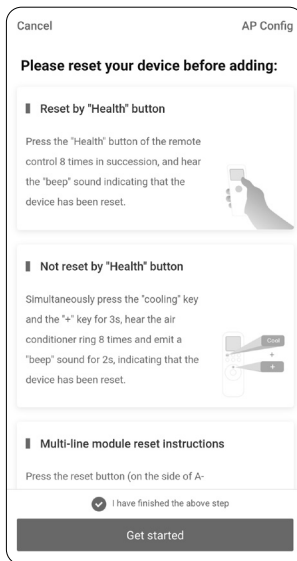 Cancel AP Config
Please reset your device before adding:
Reset by "Health" button
Press the "Health" button of the remote
control 8 times in succession, and hear
the "beep" sound indicating that the
device has been reset.
Not reset by "Health" button
Simultaneously press the "cooling" key
and the "+" key for 3s, hear the air
conditioner ring 8 times and emit a
"beep" sound for 2s, indicating that the
device has been reset.
Cool
+
+
Multi-line module reset instructions
Press the reset button (on the side of A-
I have finished the above step
Get started